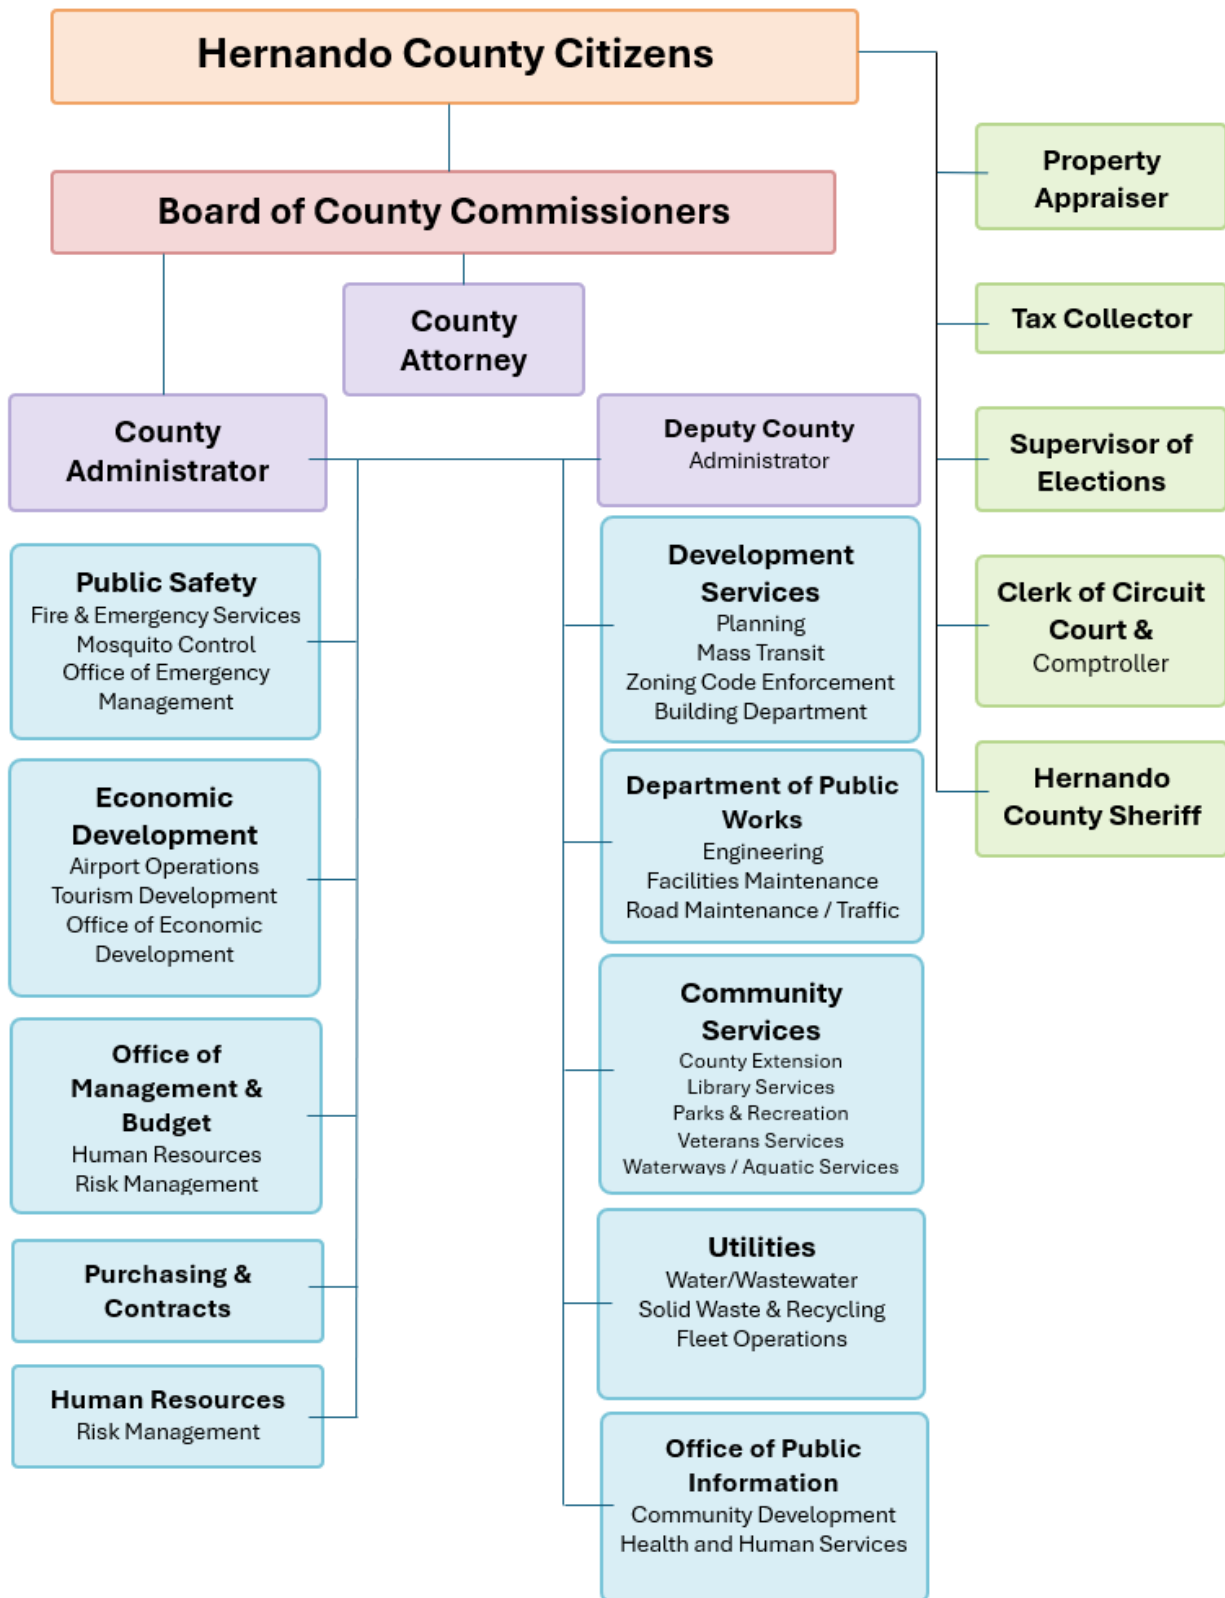 Hernando County Citizens
Board of County Commissioners
County
Attorney
County
Administrator
Deputy County
Administrator
Public Safety
Fire & Emergency Services
Mosquito Control
Office of Emergency
Management
Economic
Development
Airport Operations
Tourism Development
Office of Economic
Development
Office of
Management &
Budget
Human Resources
Risk Management
Purchasing &
Contracts
Human Resources
Risk Management
Development
Services
Planning
Mass Transit
Zoning Code Enforcement
Building Department
Department of Public
Works
Engineering
Facilities Maintenance
Road Maintenance / Traffic
Community
Services
County Extension
Library Services
Parks & Recreation
Veterans Services
Waterways / Aquatic Services
Utilities
Water/Wastewater
Solid Waste & Recycling
Fleet Operations
Office of Public
Information
Community Development
Health and Human Services
Property
Appraiser
Tax Collector
Supervisor of
Elections
Clerk of Circuit
Court &
Comptroller
Hernando
County Sheriff